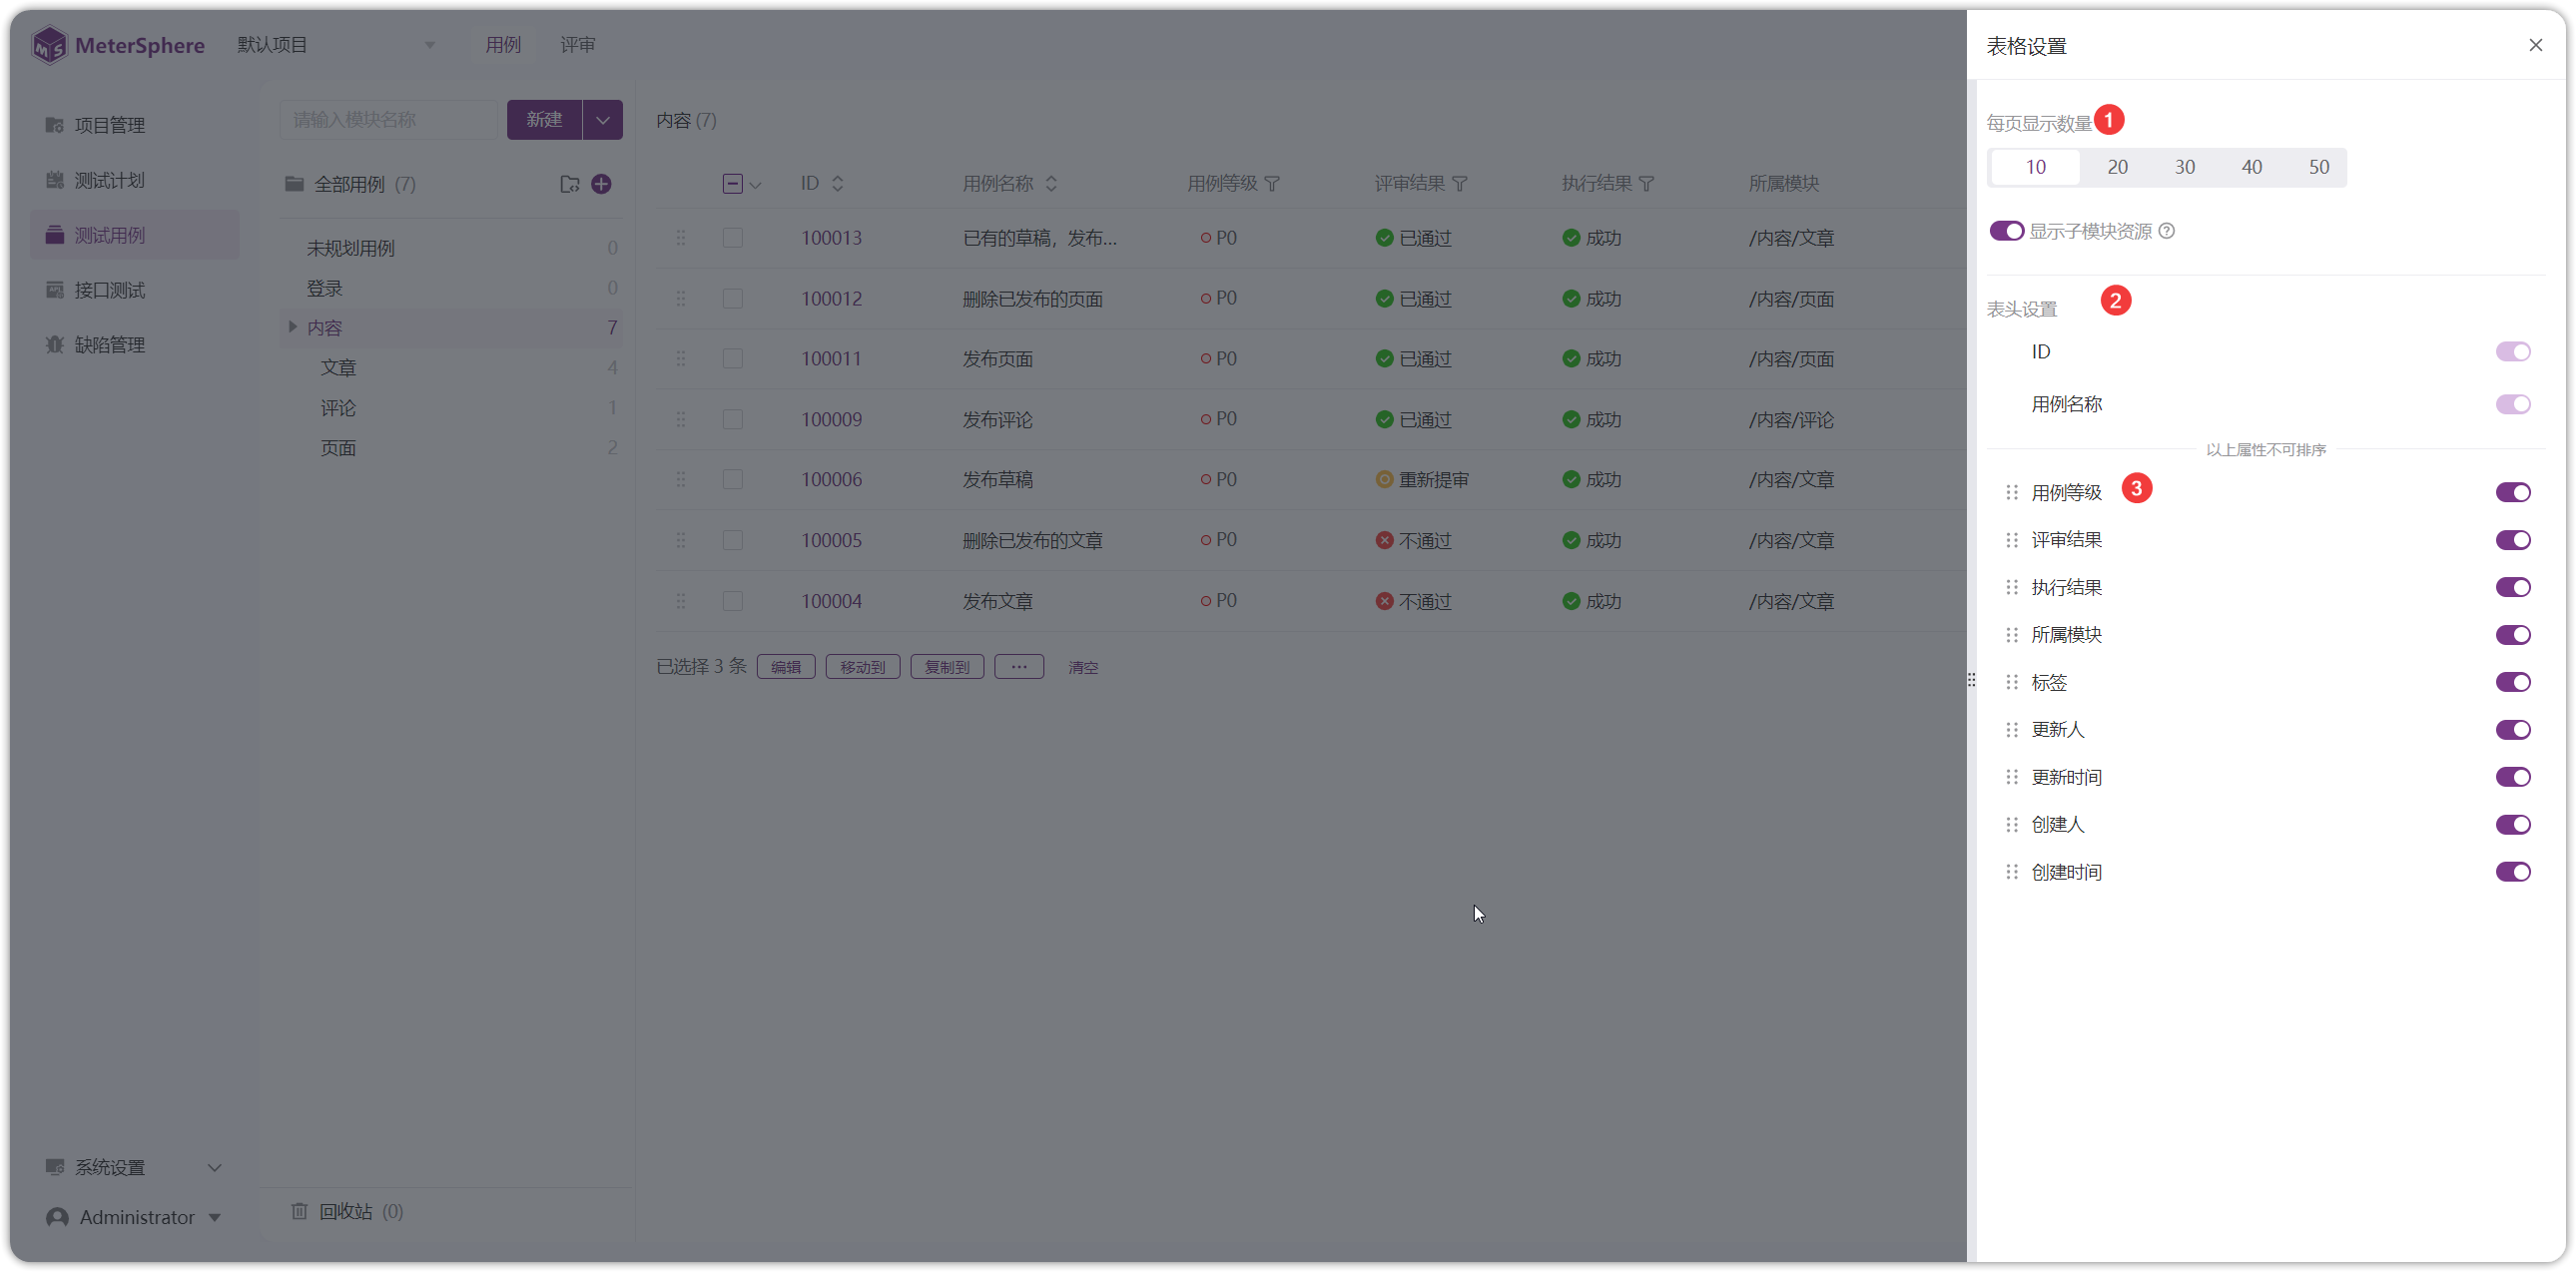 MeterSphere
默认项目
用例
评审
项目管理
测试计划
测试用例
接口测试
缺陷管理
系统设置
Administrator
请输入模块名称
新建
全部用例 (7)
未规划用例 0
登录 0
内容 7
文章 4
评论 1
页面 2
回收站 (0)
内容 (7)
ID 用例名称 用例等级 评审结果 执行结果 所属模块
100013 已有的草稿，发布... P0 已通过 成功 /内容/文章
100012 删除已发布的页面 P0 已通过 成功 /内容/页面
100011 发布页面 P0 已通过 成功 /内容/页面
100009 发布评论 P0 已通过 成功 /内容/评论
100006 发布草稿 P0 重新提审 成功 /内容/文章
100005 删除已发布的文章 P0 不通过 成功 /内容/文章
100004 发布文章 P0 不通过 成功 /内容/文章
已选择 3 条 编辑 移动到 复制到 ··· 清空
表格设置
每页显示数量 1
10 20 30 40 50
显示子模块资源
表头设置 2
ID
用例名称
以上属性不可排序
用例等级 3
评审结果
执行结果
所属模块
标签
更新人
更新时间
创建人
创建时间